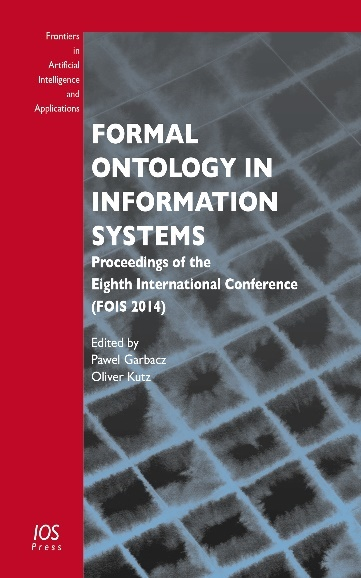 Frontiers
in
Artificial
Intelligence
and
Applications
FORMAL
ONTOLOGY IN
INFORMATION
SYSTEMS
Proceedings of the
Eighth International Conference
(FOIS 2014)
Edited by
Pawel Garbacz
Oliver Kutz
IOS
Press